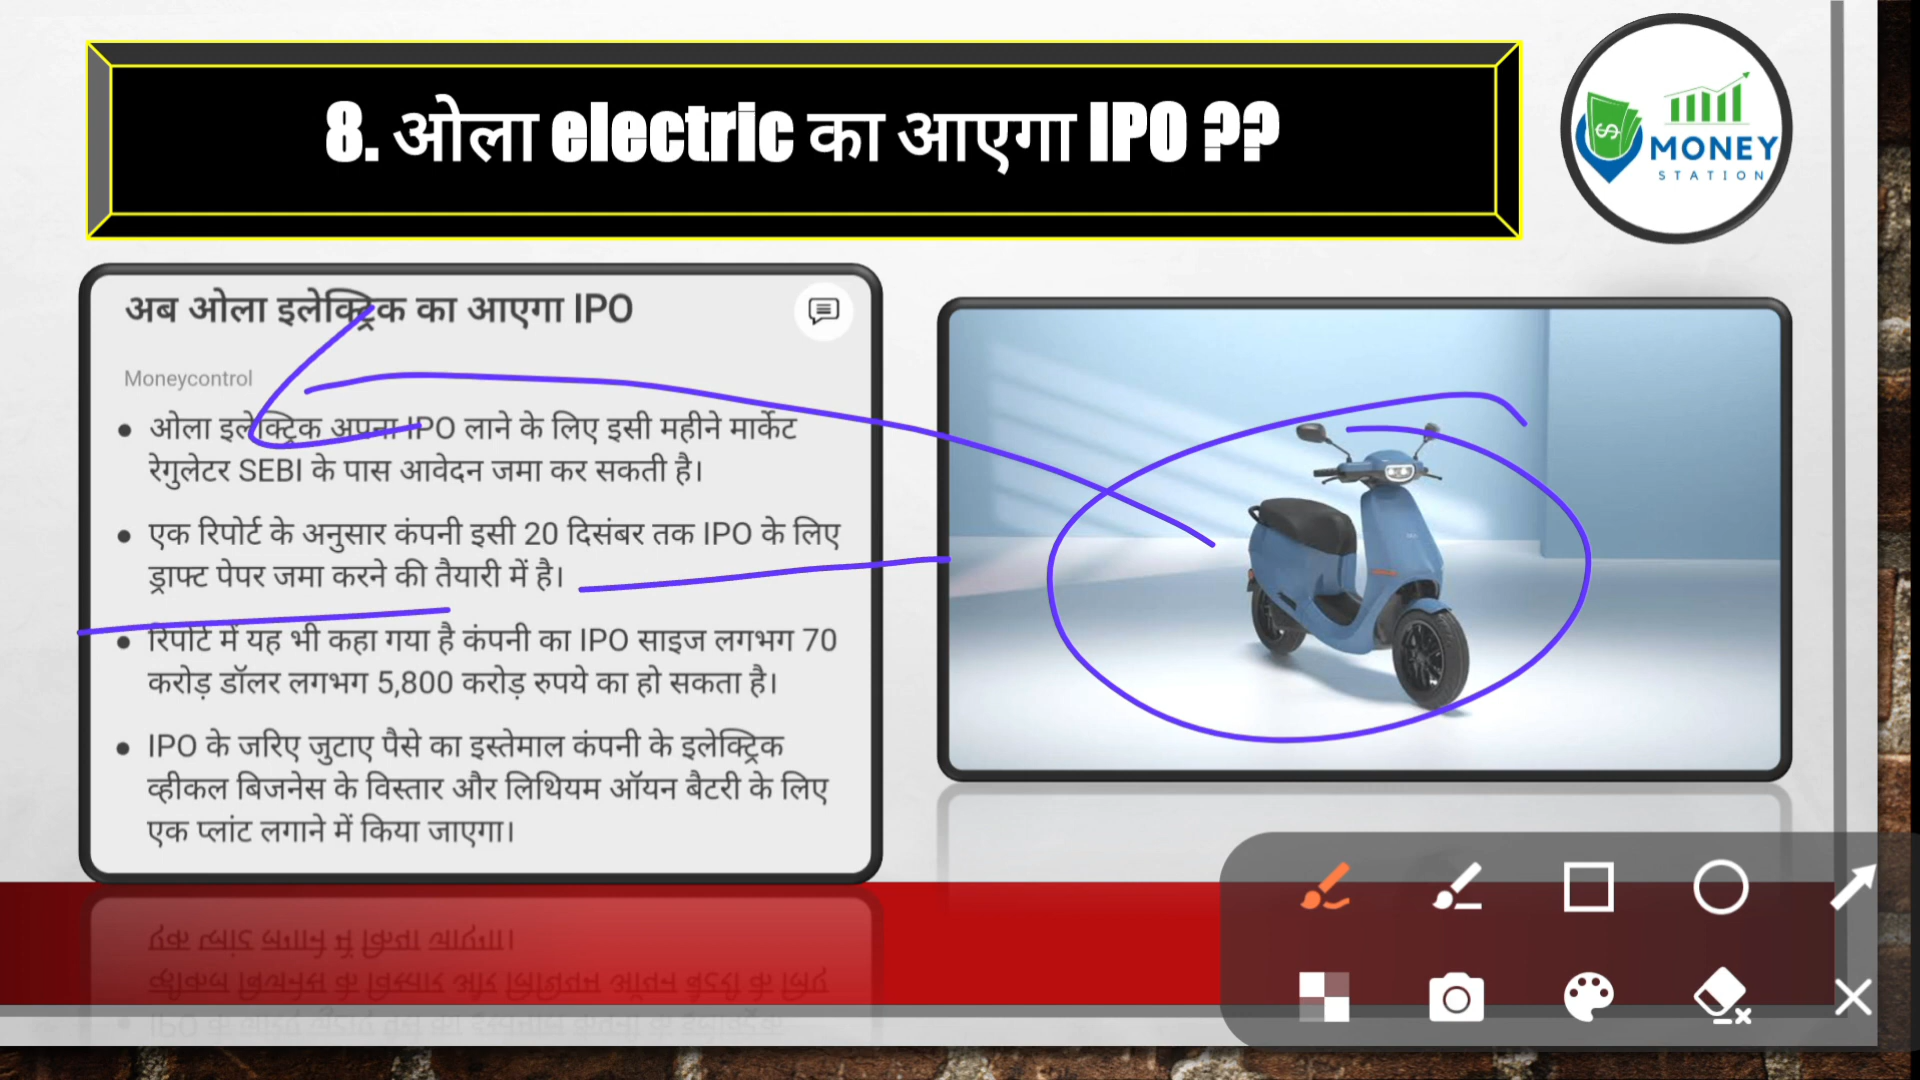 8. ओला electric का आएगा IPO ??
MONEY
STATION
अब ओला इलेक्ट्रिक का आएगा IPO
Moneycontrol
• ओला इलेक्ट्रिक अपना IPO लाने के लिए इसी महीने मार्केट
रेगुलेटर SEBI के पास आवेदन जमा कर सकती है।
• एक रिपोर्ट के अनुसार कंपनी इसी 20 दिसंबर तक IPO के लिए
ड्राफ्ट पेपर जमा करने की तैयारी में है।
• रिपोर्ट में यह भी कहा गया है कंपनी का IPO साइज लगभग 70
करोड़ डॉलर लगभग 5,800 करोड़ रुपये का हो सकता है।
• IPO के जरिए जुटाए पैसे का इस्तेमाल कंपनी के इलेक्ट्रिक
व्हीकल बिजनेस के विस्तार और लिथियम ऑयन बैटरी के लिए
एक प्लांट लगाने में किया जाएगा।